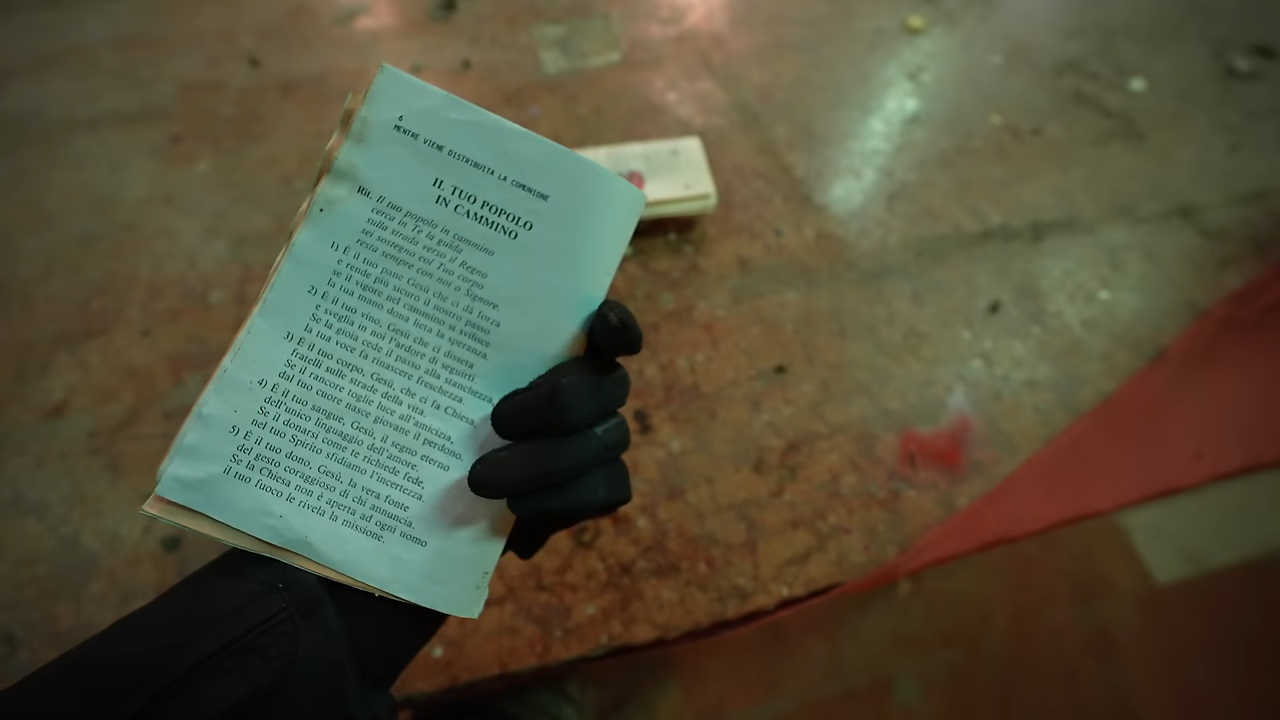 6
MENTRE VIENE DISTRIBUITA LA COMUNIONE
IL TUO POPOLO
IN CAMMINO
Rit. Il tuo popolo in cammino
cerca in Te la guida
sulla strada verso il Regno
sei sostegno col Tuo corpo
resta sempre con noi o Signore.
1) È il tuo pane Gesù che ci dà forza
e rende più sicuro il nostro passo
se il vigore nel cammino si svilisce
la tua mano dona lieta la speranza.
2) È il tuo vino, Gesù che ci disseta
e sveglia in noi l'ardore di seguirti.
Se la gioia cede il passo alla stanchezza,
la tua voce fa rinascere freschezza.
3) È il tuo corpo, Gesù, che ci fa Chiesa,
fratelli sulle strade della vita.
Se il rancore toglie luce all'amicizia,
dal tuo cuore nasce giovane il perdono.
4) È il tuo sangue, Gesù, il segno eterno
dell'unico linguaggio dell'amore.
Se il donarsi come te richiede fede,
nel tuo Spirito sfidiamo l'incertezza.
5) È il tuo dono, Gesù, la vera fonte
del gesto coraggioso di chi annuncia.
Se la Chiesa non è aperta ad ogni uomo
il tuo fuoco le rivela la missione.